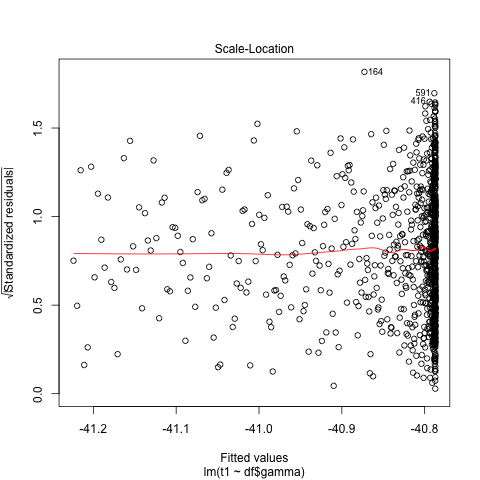 Scale-Location
164
591
416
√|Standardized residuals|
1.5
1.0
0.5
0.0
-41.2 -41.1 -41.0 -40.9 -40.8
Fitted values
lm(t1 ~ df$gamma)